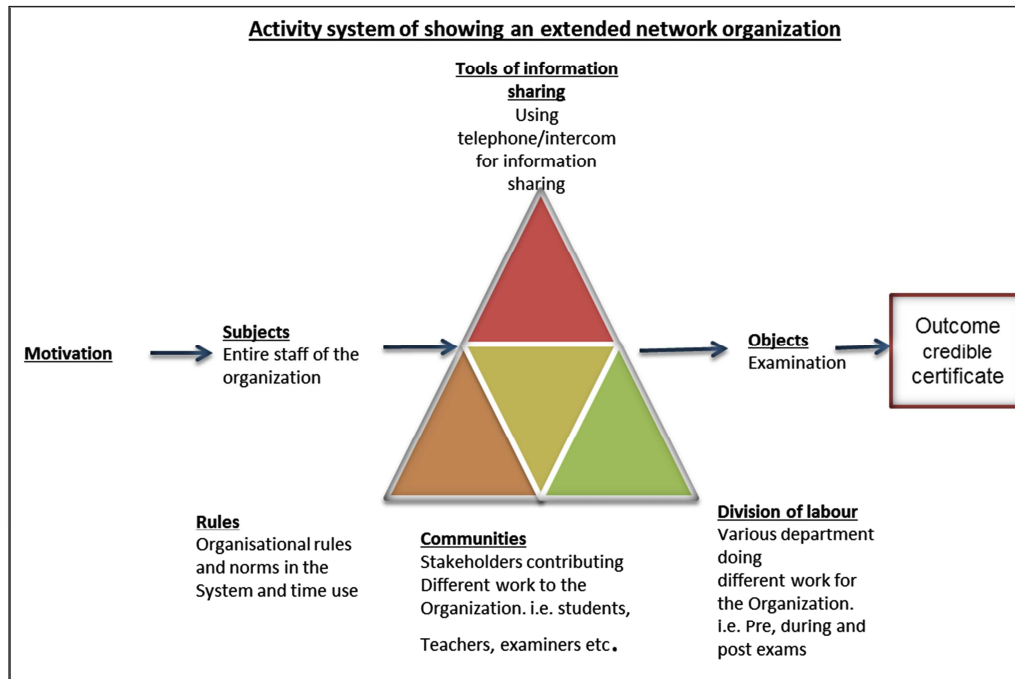 Activity system of showing an extended network organization
Tools of information
sharing
Using
telephone/intercom
for information
sharing
Motivation
Subjects
Entire staff of the
organization
Objects
Examination
Outcome
credible
certificate
Rules
Organisational rules
and norms in the
System and time use
Communities
Stakeholders contributing
Different work to the
Organization. i.e. students,
Teachers, examiners etc.
Division of labour
Various department
doing
different work for
the Organization.
i.e. Pre, during and
post exams